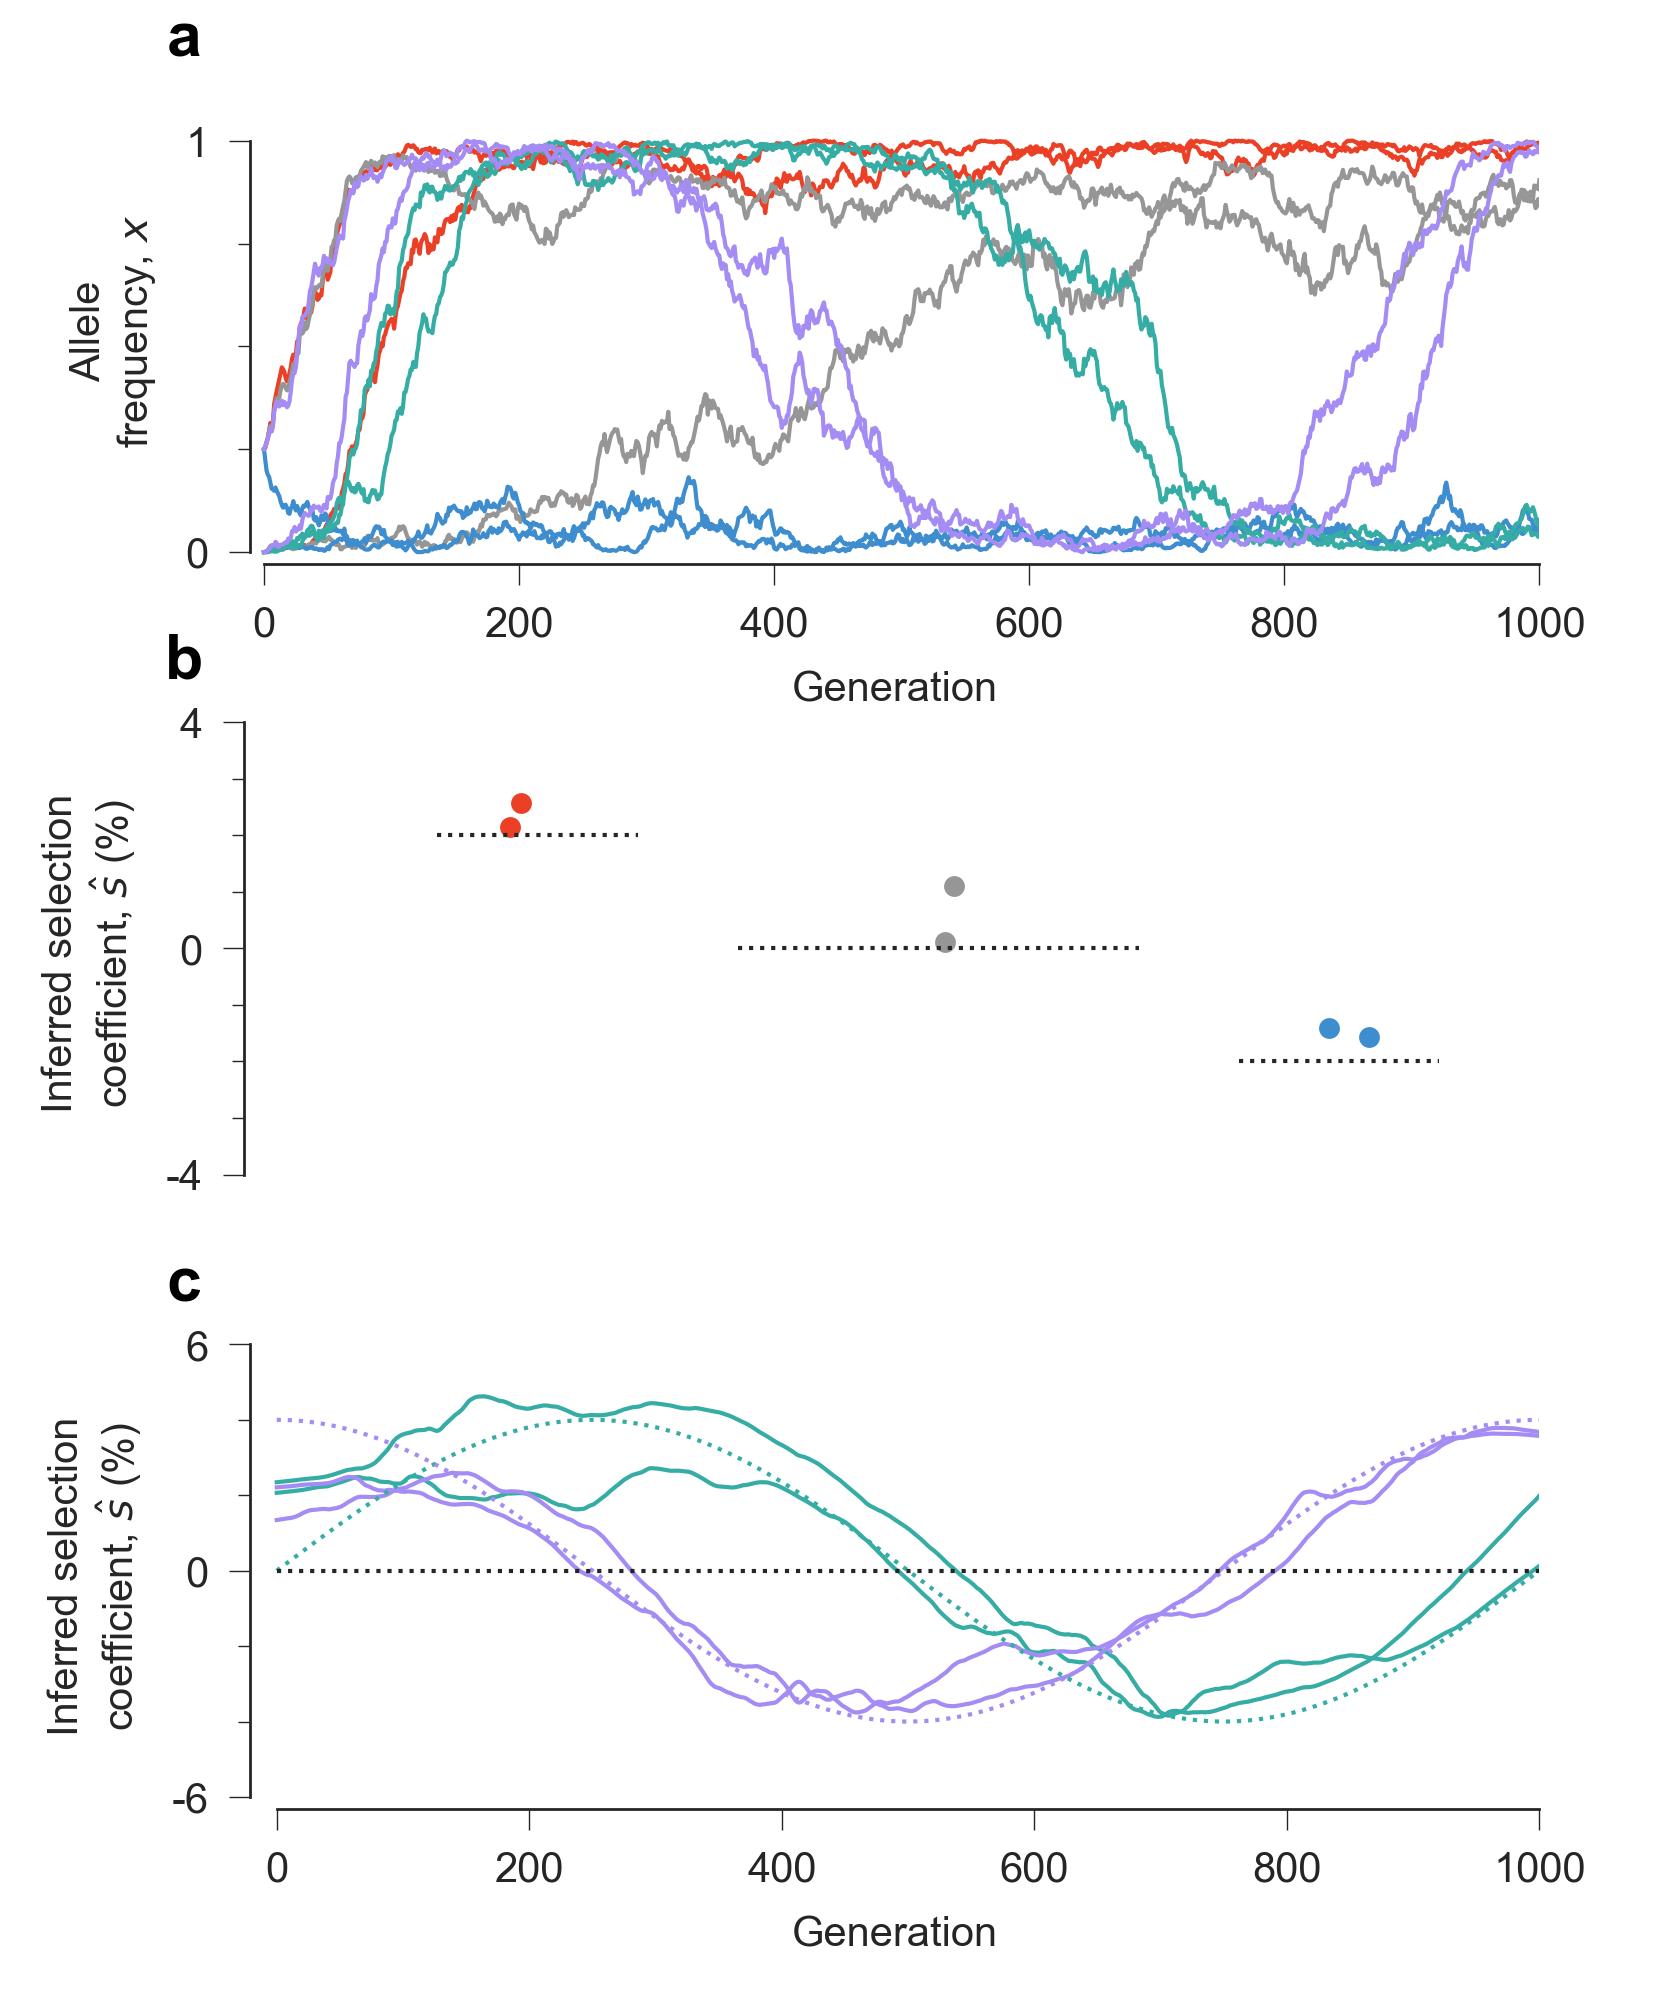 a
1
0
Allele
frequency, x
0 200 400 600 800 1000
Generation
b
4
0
-4
Inferred selection
coefficient, ŝ (%)
c
6
0
-6
Inferred selection
coefficient, ŝ (%)
0 200 400 600 800 1000
Generation